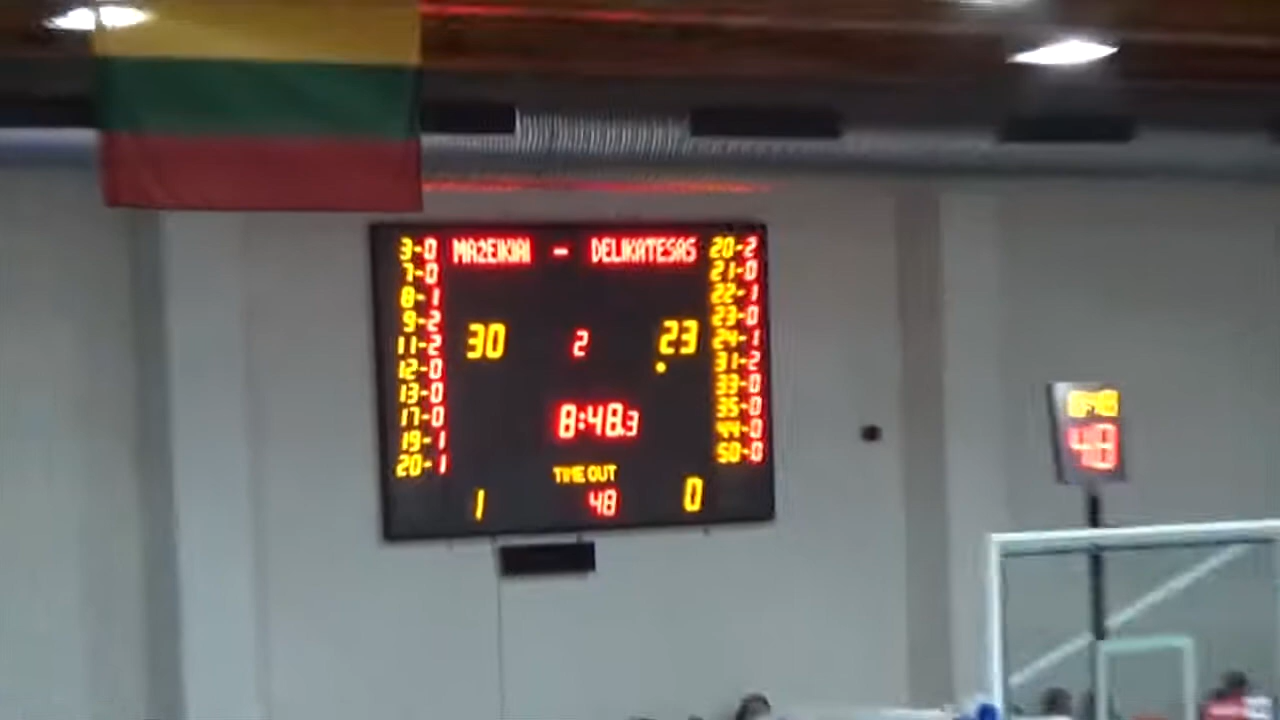 3-0 MAZEIKIAI - DELIKATESAS 20-2
7-0 21-0
8-1 22-1
9-2 30 2 23 23-0
11-2 24-1
12-0 31-2
13-0 33-0
17-0 8:48.3 35-0
19-1 44-0
20-1 TIME OUT 50-0
1 48 0
8:48
48